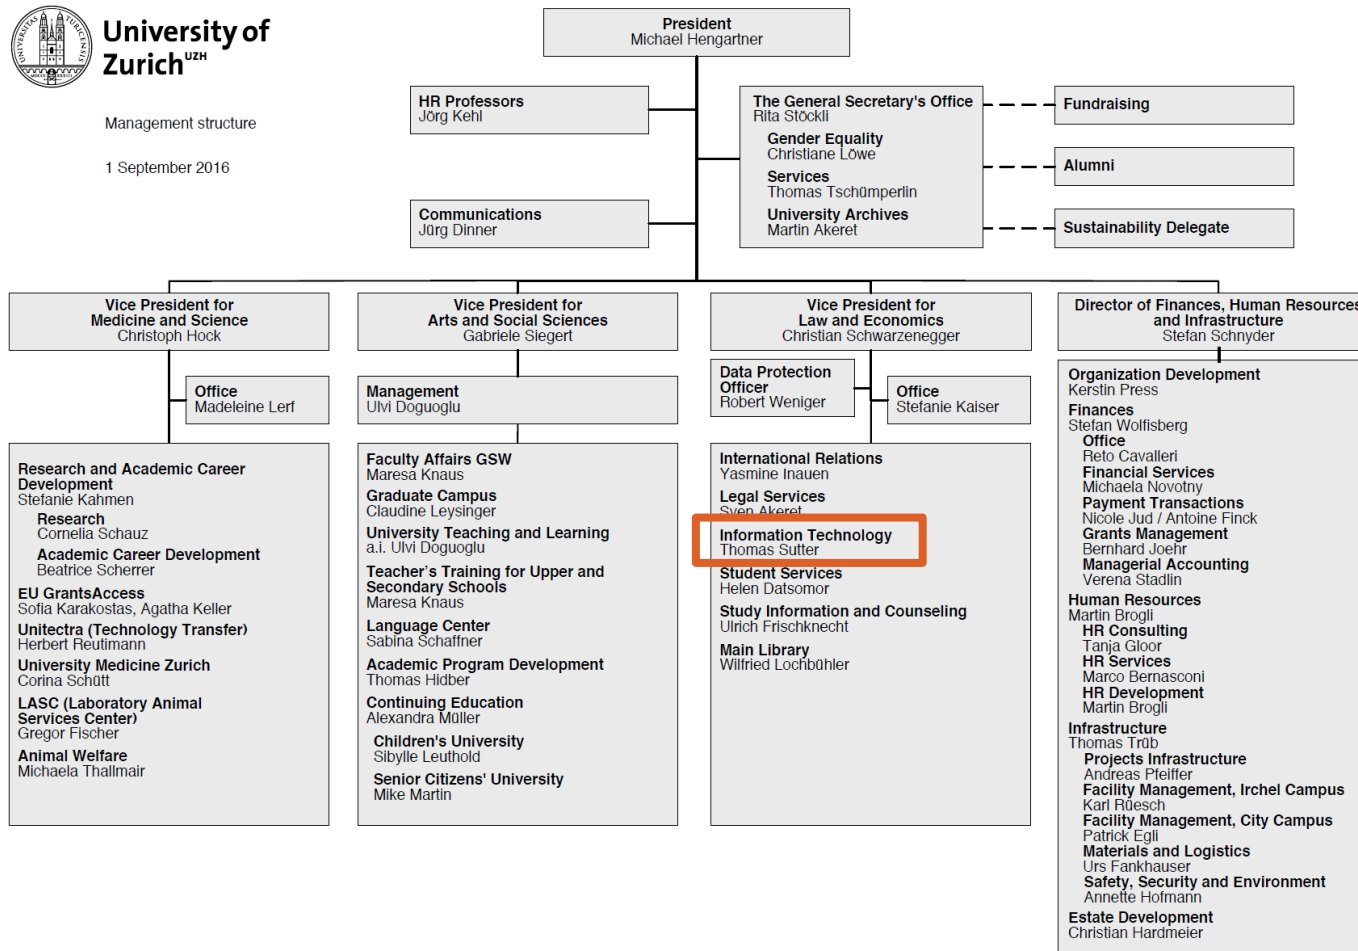 University of
Zurich UZH
Management structure
1 September 2016
President
Michael Hengartner
HR Professors
Jörg Kehl
Communications
Jürg Dinner
The General Secretary's Office
Rita Stöckli
Gender Equality
Christiane Löwe
Services
Thomas Tschümperlin
University Archives
Martin Akeret
Fundraising
Alumni
Sustainability Delegate
Vice President for
Medicine and Science
Christoph Hock
Office
Madeleine Lerf
Research and Academic Career
Development
Stefanie Kahmen
Research
Cornelia Schauz
Academic Career Development
Beatrice Scherrer
EU GrantsAccess
Sofia Karakostas, Agatha Keller
Unitectra (Technology Transfer)
Herbert Reutimann
University Medicine Zurich
Corina Schütt
LASC (Laboratory Animal
Services Center)
Gregor Fischer
Animal Welfare
Michaela Thallmair
Vice President for
Arts and Social Sciences
Gabriele Siegert
Management
Ulvi Doguoglu
Faculty Affairs GSW
Maresa Knaus
Graduate Campus
Claudine Leysinger
University Teaching and Learning
a.i. Ulvi Doguoglu
Teacher's Training for Upper and
Secondary Schools
Maresa Knaus
Language Center
Sabina Schaffner
Academic Program Development
Thomas Hidber
Continuing Education
Alexandra Müller
Children's University
Sibylle Leuthold
Senior Citizens' University
Mike Martin
Vice President for
Law and Economics
Christian Schwarzenegger
Data Protection
Officer
Robert Weniger
Office
Stefanie Kaiser
International Relations
Yasmine Inauen
Legal Services
Sven Akeret
Information Technology
Thomas Sutter
Student Services
Helen Datsomor
Study Information and Counseling
Ulrich Frischknecht
Main Library
Wilfried Lochbühler
Director of Finances, Human Resources
and Infrastructure
Stefan Schnyder
Organization Development
Kerstin Press
Finances
Stefan Wolfisberg
Office
Reto Cavalleri
Financial Services
Michaela Novotny
Payment Transactions
Nicole Jud / Antoine Finck
Grants Management
Bernhard Joehr
Managerial Accounting
Verena Stadlin
Human Resources
Martin Brogli
HR Consulting
Tanja Gloor
HR Services
Marco Bernasconi
HR Development
Martin Brogli
Infrastructure
Thomas Trüb
Projects Infrastructure
Andreas Pfeiffer
Facility Management, Irchel Campus
Karl Rüesch
Facility Management, City Campus
Patrick Egli
Materials and Logistics
Urs Fankhauser
Safety, Security and Environment
Annette Hofmann
Estate Development
Christian Hardmeier